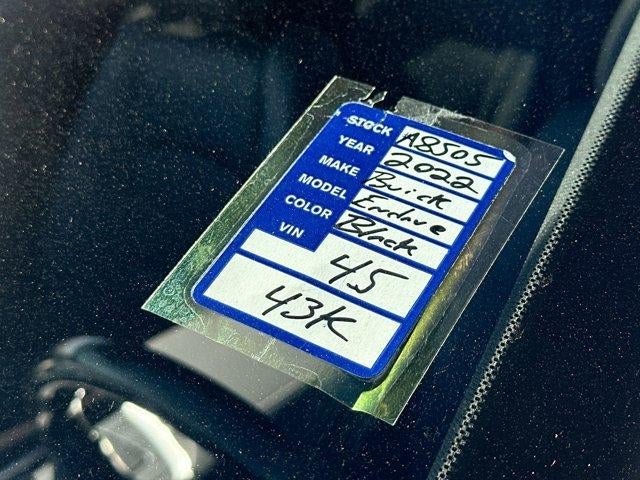 STOCK A8505
YEAR 2022
MAKE Buick
MODEL Enclave
COLOR Black
VIN
45
43K